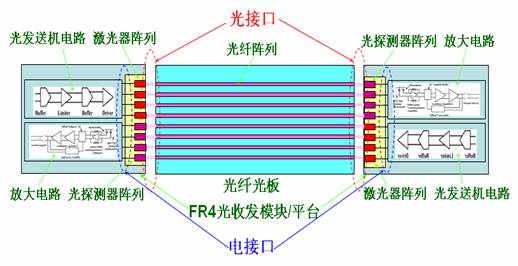 光接口
光发送机电路 激光器阵列
光纤阵列
光探测器阵列 放大电路
Buffer Limiter Buffer Driver
放大电路 光探测器阵列
光纤光板
激光器阵列 光发送机电路
FR4光收发模块/平台
电接口